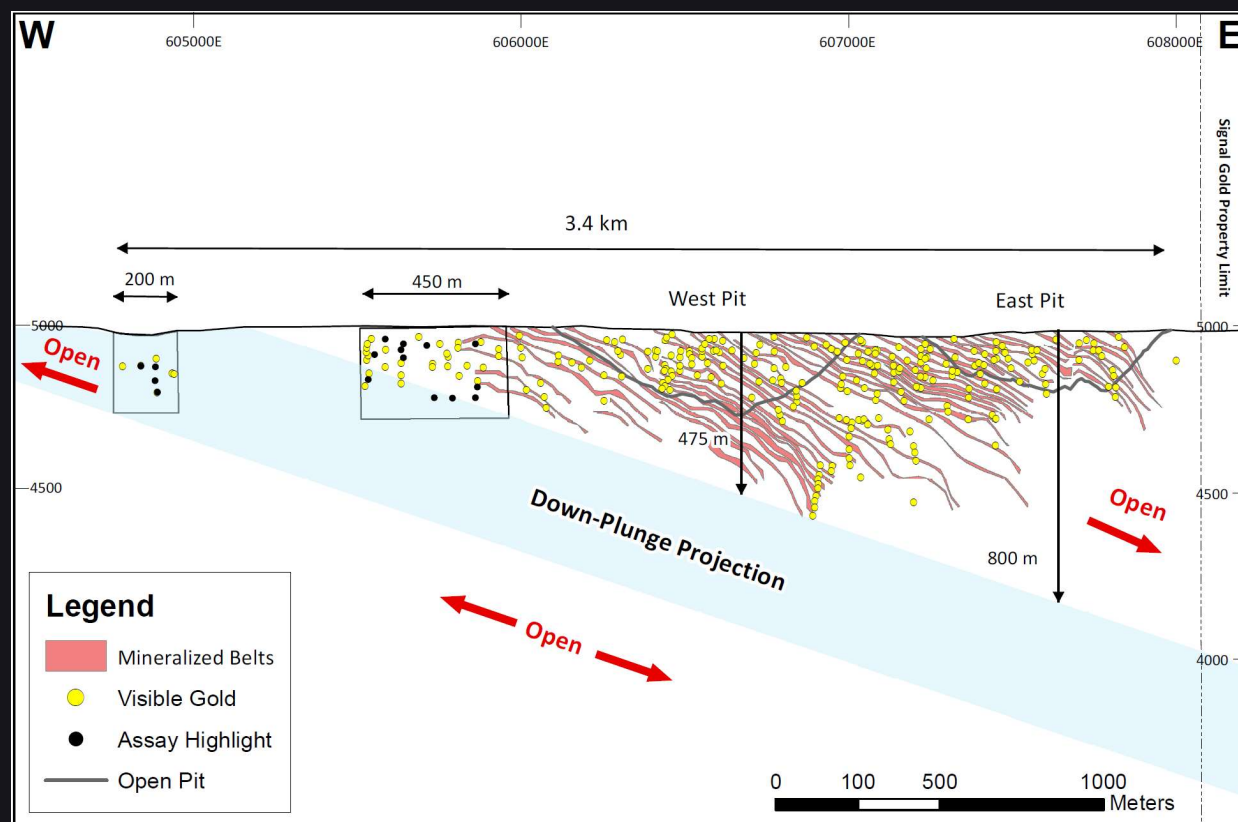 W
605000E
606000E
607000E
608000E
E
Signal Gold Property Limit
3.4 km
200 m
450 m
West Pit
East Pit
5000
5000
Open
475 m
4500
4500
Open
Down-Plunge Projection
800 m
Open
4000
Legend
Mineralized Belts
Visible Gold
Assay Highlight
Open Pit
0 100 500 1000
Meters